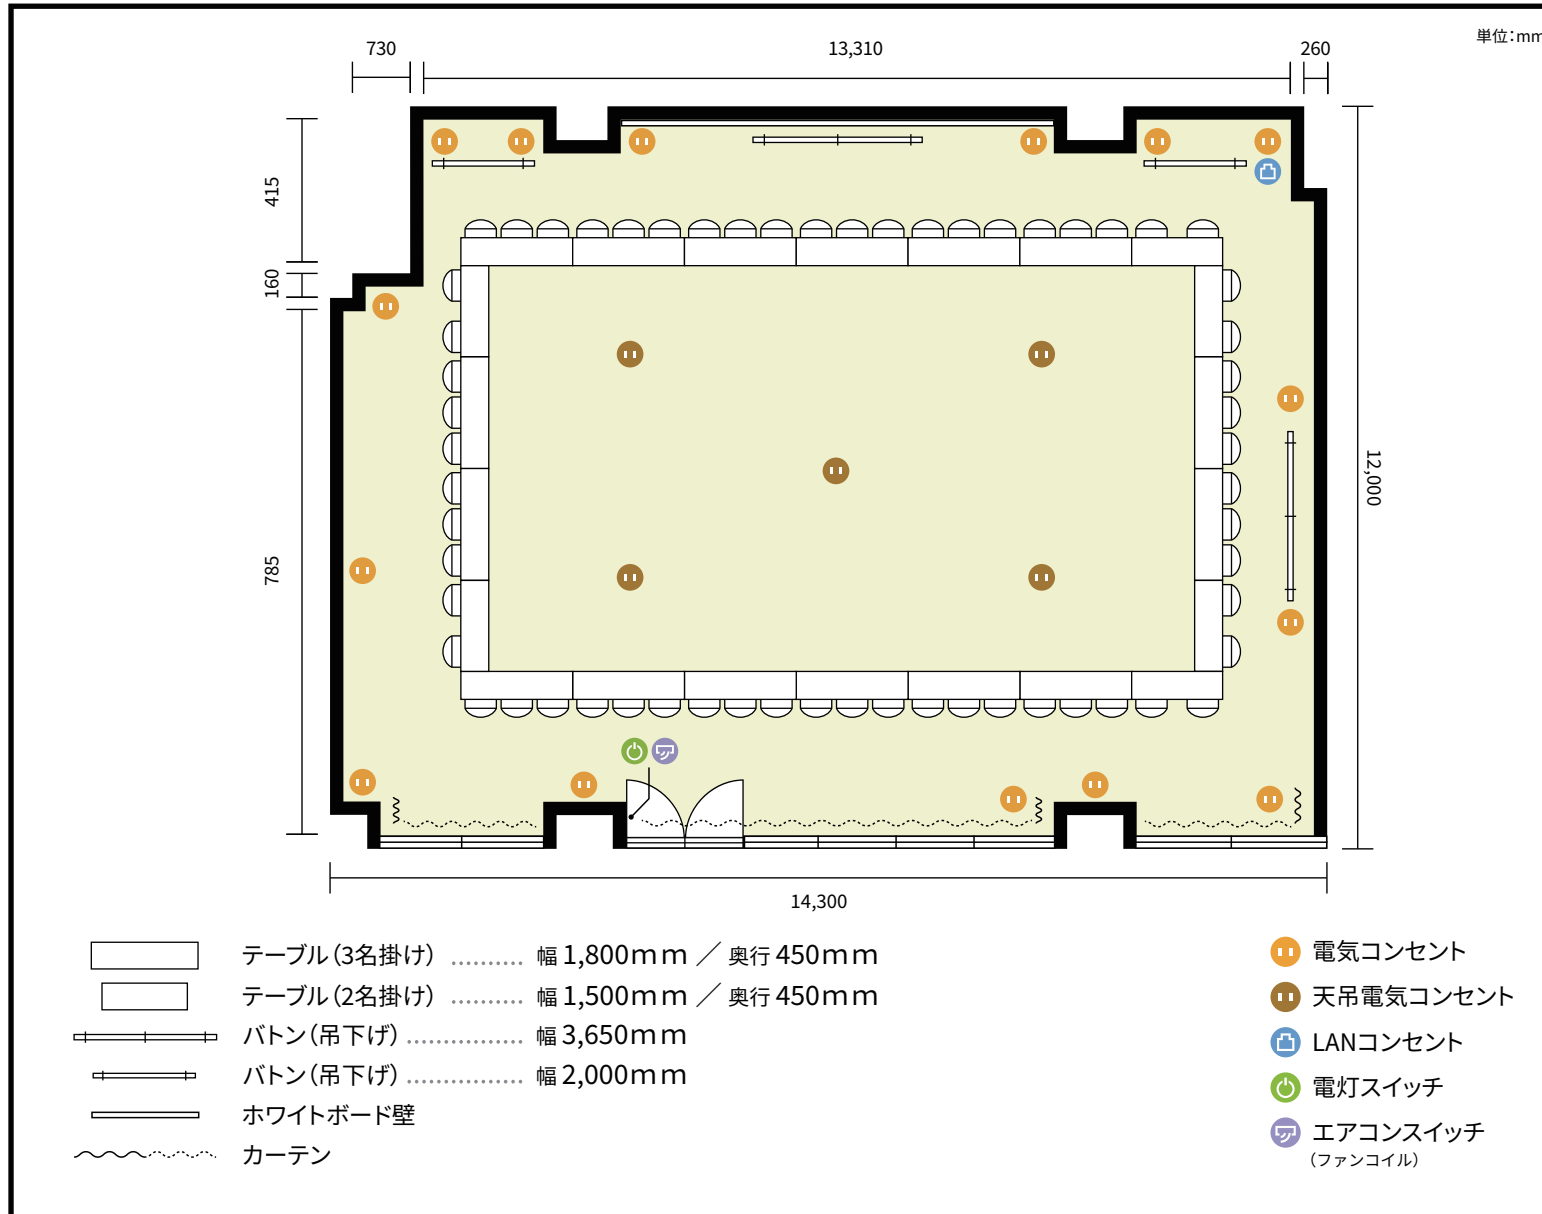 単位：mm
730
13,310
260
415
160
785
12,000
14,300
テーブル（3名掛け） .......... 幅 1,800mm ／ 奥行 450mm
テーブル（2名掛け） .......... 幅 1,500mm ／ 奥行 450mm
バトン（吊下げ） ................ 幅 3,650mm
バトン（吊下げ） ................ 幅 2,000mm
ホワイトボード壁
カーテン
電気コンセント
天吊電気コンセント
LANコンセント
電灯スイッチ
エアコンスイッチ
（ファンコイル）